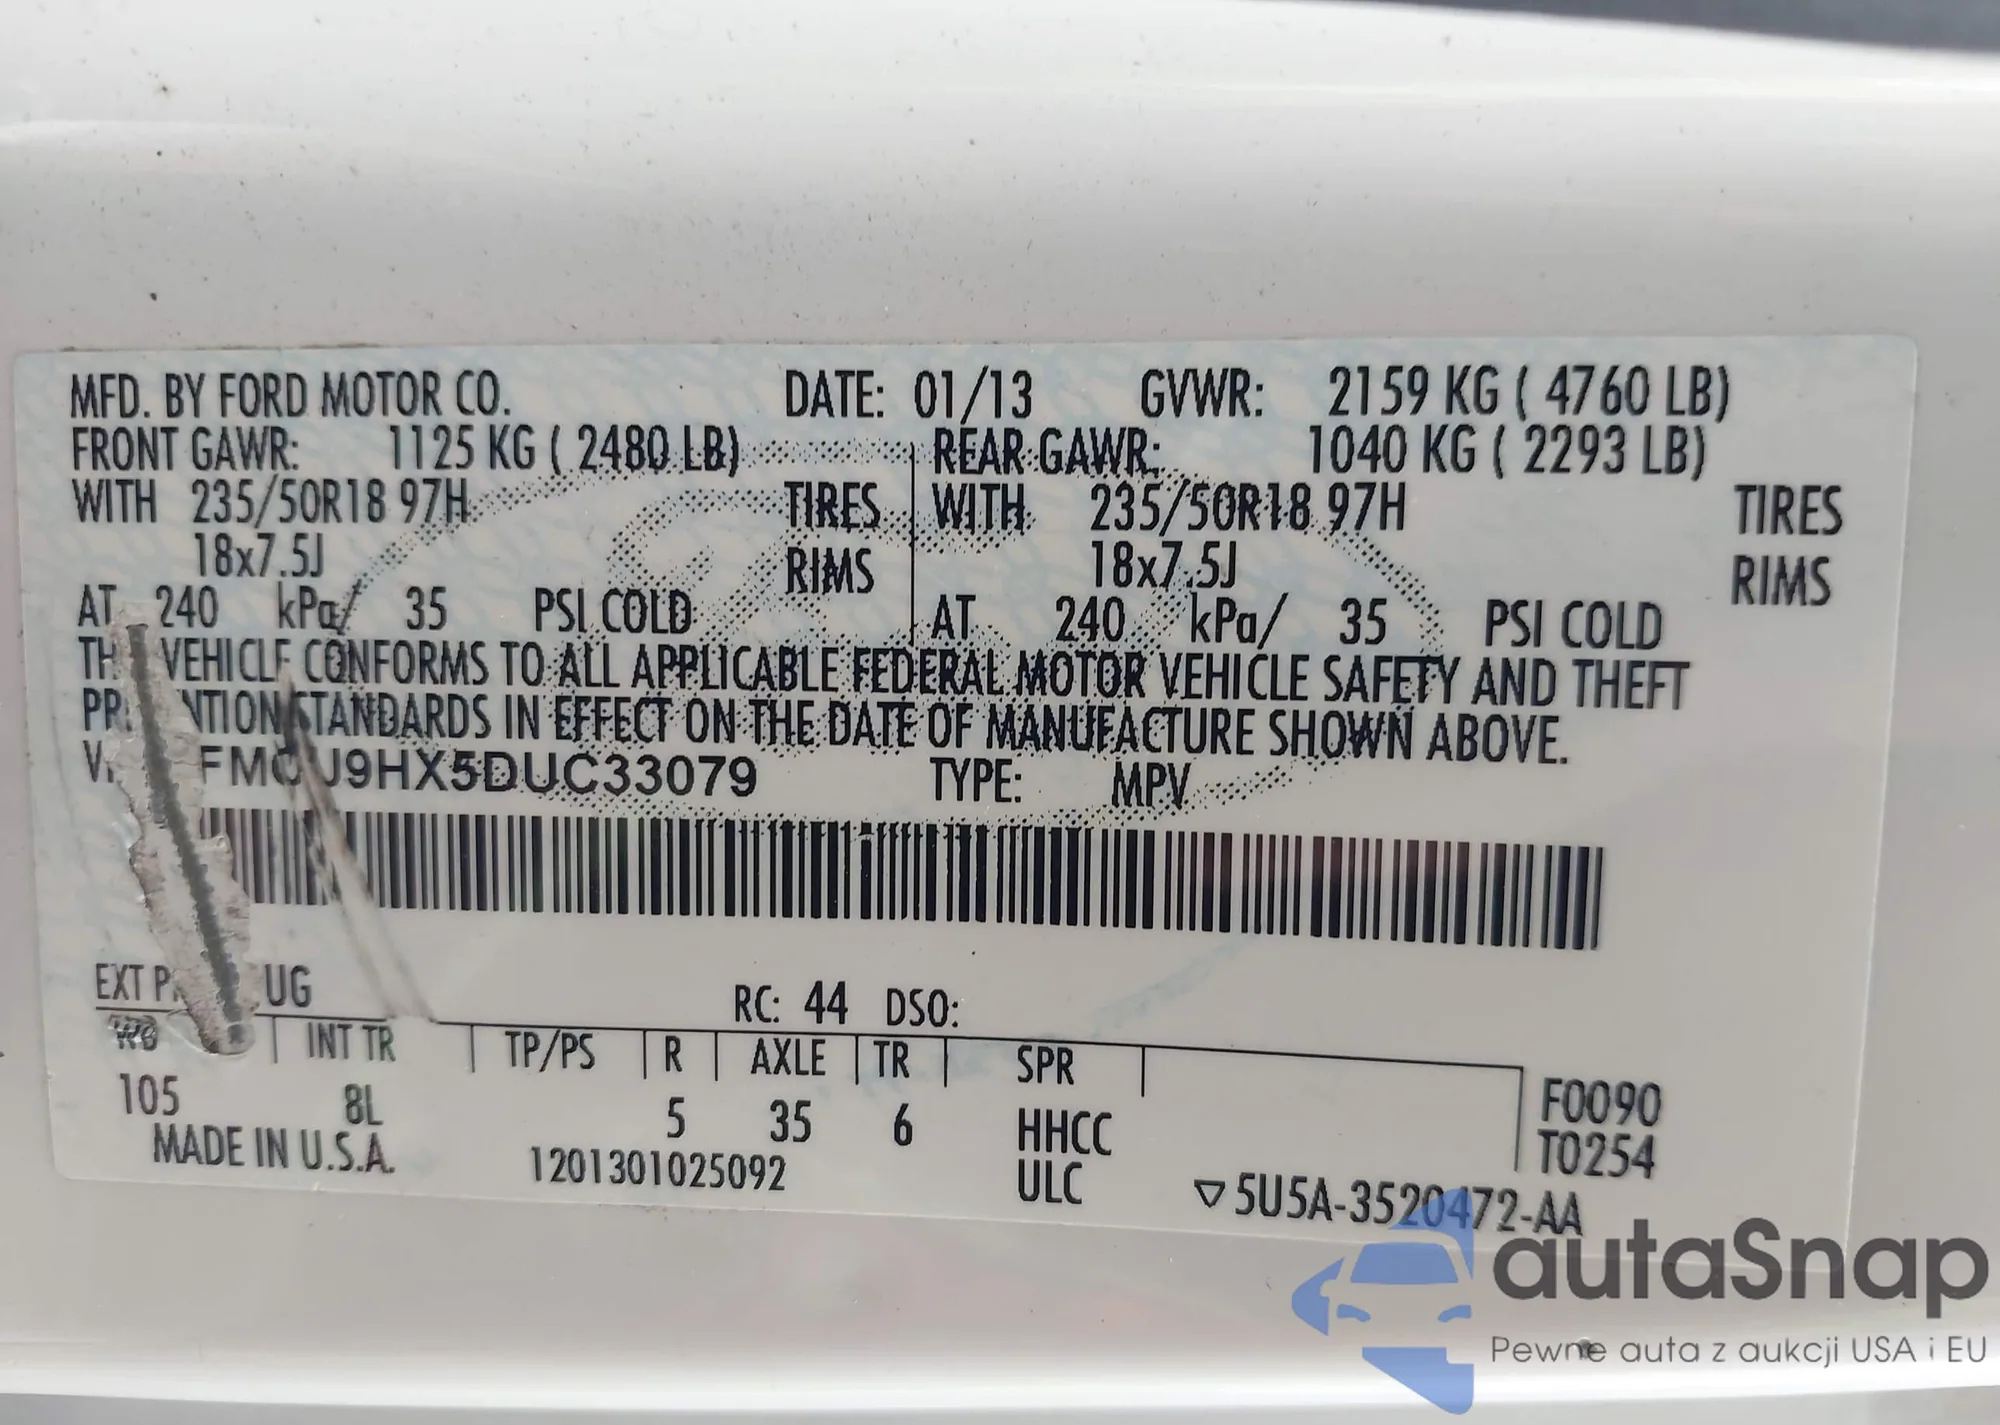 MFD. BY FORD MOTOR CO. DATE: 01/13 GVWR: 2159 KG ( 4760 LB)
FRONT GAWR: 1125 KG ( 2480 LB) REAR GAWR: 1040 KG ( 2293 LB)
WITH 235/50R18 97H TIRES WITH 235/50R18 97H TIRES
18x7.5J RIMS 18x7.5J RIMS
AT 240 kPa/ 35 PSI COLD AT 240 kPa/ 35 PSI COLD
VEHICLE CONFORMS TO ALL APPLICABLE FEDERAL MOTOR VEHICLE SAFETY AND THEFT
STANDARDS IN EFFECT ON THE DATE OF MANUFACTURE SHOWN ABOVE.
J9HX5DUC33079 TYPE: MPV
EXT UG RC: 44 DSO:
INT TR TP/PS R AXLE TR SPR
105 8L 5 35 6 HHCC F0090
MADE IN U.S.A. 1201301025092 ULC T0254
▽5U5A-3520472-AA
autaSnap
Pewne auta z aukcji USA i EU